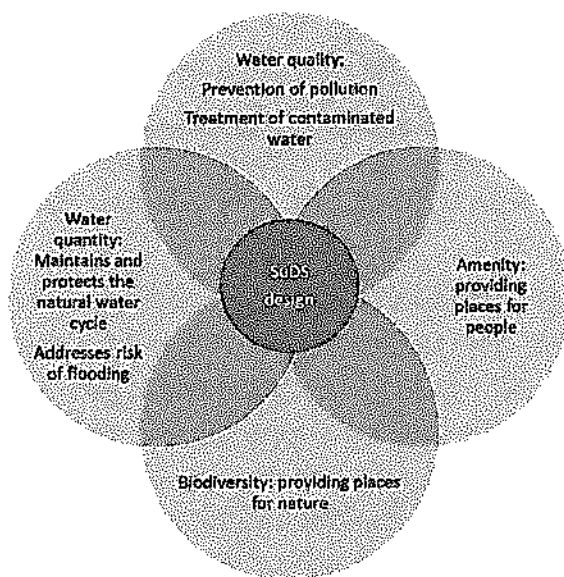 Water quality:
Prevention of pollution
Treatment of contaminated
water
Water
quantity:
Maintains and
protects the
natural water
cycle
Addresses risk
of flooding
SuDS
design
Amenity:
providing
places for
people
Biodiversity: providing places
for nature